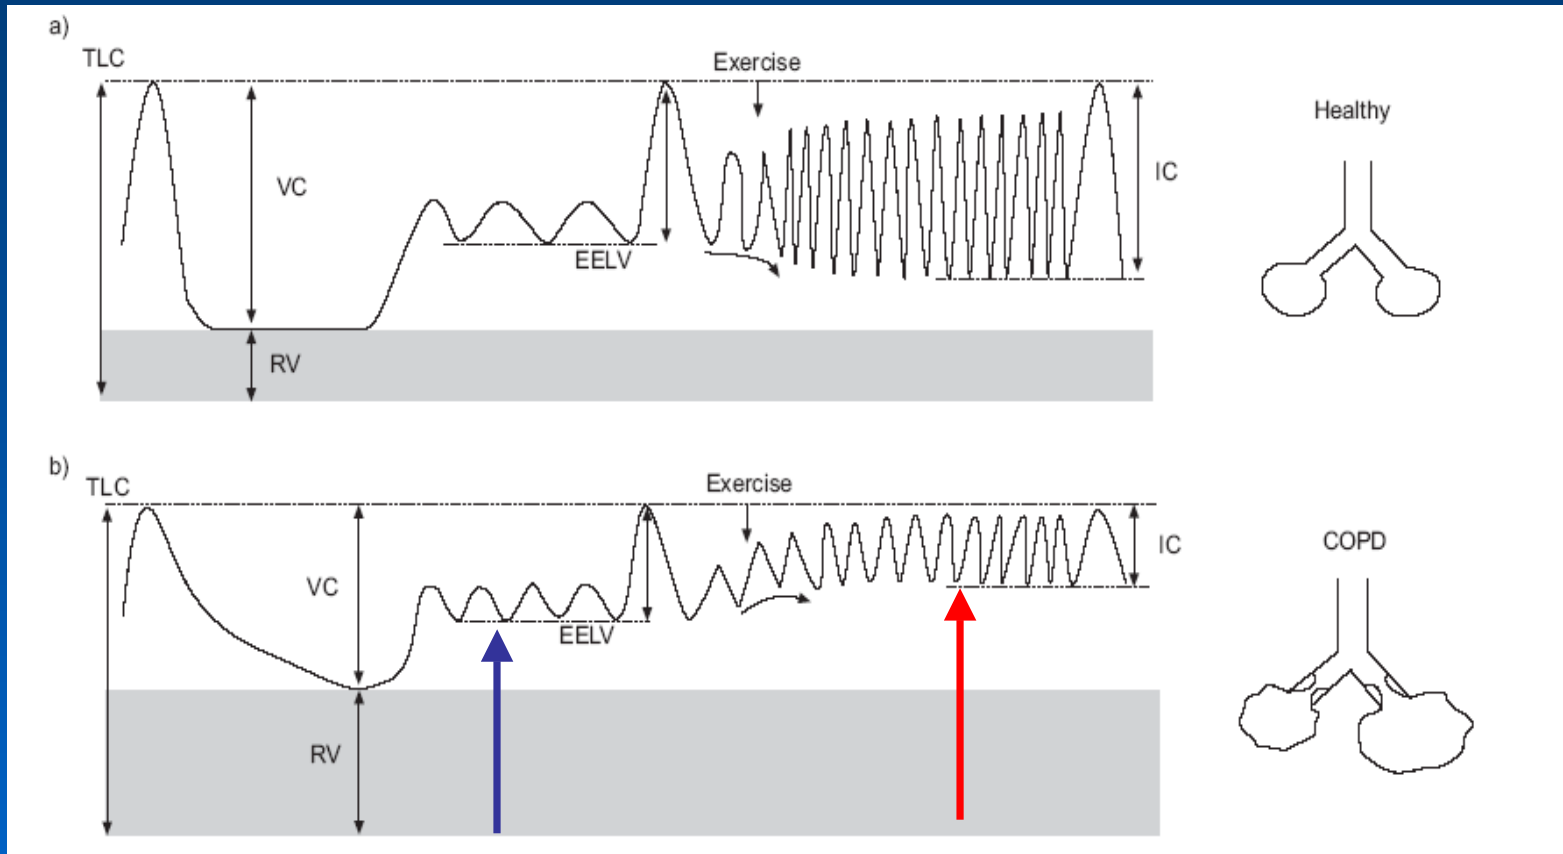 a)
TLC
Exercise
Healthy
VC
IC
EELV
RV
b)
TLC
Exercise
COPD
IC
VC
EELV
RV